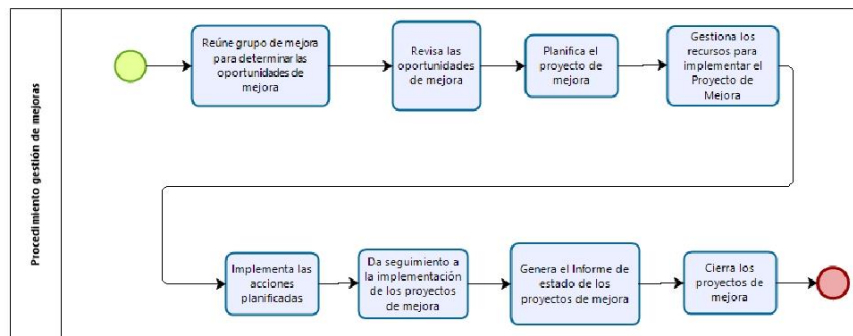 Procedimiento gestión de mejoras
Reúne grupo de mejora
para determinar las
oportunidades de
mejora
Revisa las
oportunidades
de mejora
Planifica el
proyecto de
mejora
Gestiona los
recursos para
implementar el
Proyecto de
Mejora
Implementa las
acciones
planificadas
Da seguimiento a
la implementación
de los proyectos
de mejora
Genera el Informe de
estado de los
proyectos de mejora
Cierra los
proyectos de
mejora